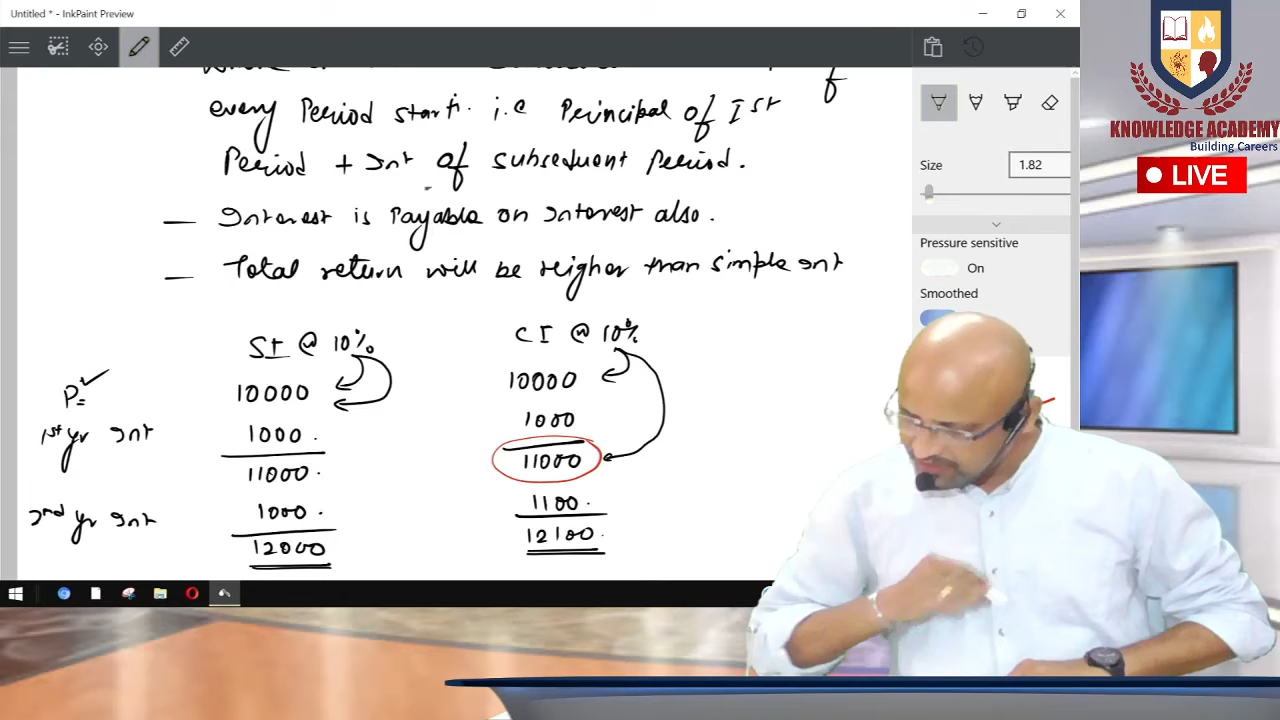 Untitled * - InkPaint Preview
every Period start. i.e Principal of Ist
Period + Int of subsequent Period.
— Interest is Payable on Interest also.
— Total return will be Heigher than simple Int
SI @ 10%
CI @ 10%
P=
10000
10000
1st yr Int
1000
1000
11000
11000
2nd yr Int
1000
1100
12000
12100
Size
1.82
Pressure sensitive
On
Smoothed
KNOWLEDGE ACADEMY
Building Careers
LIVE